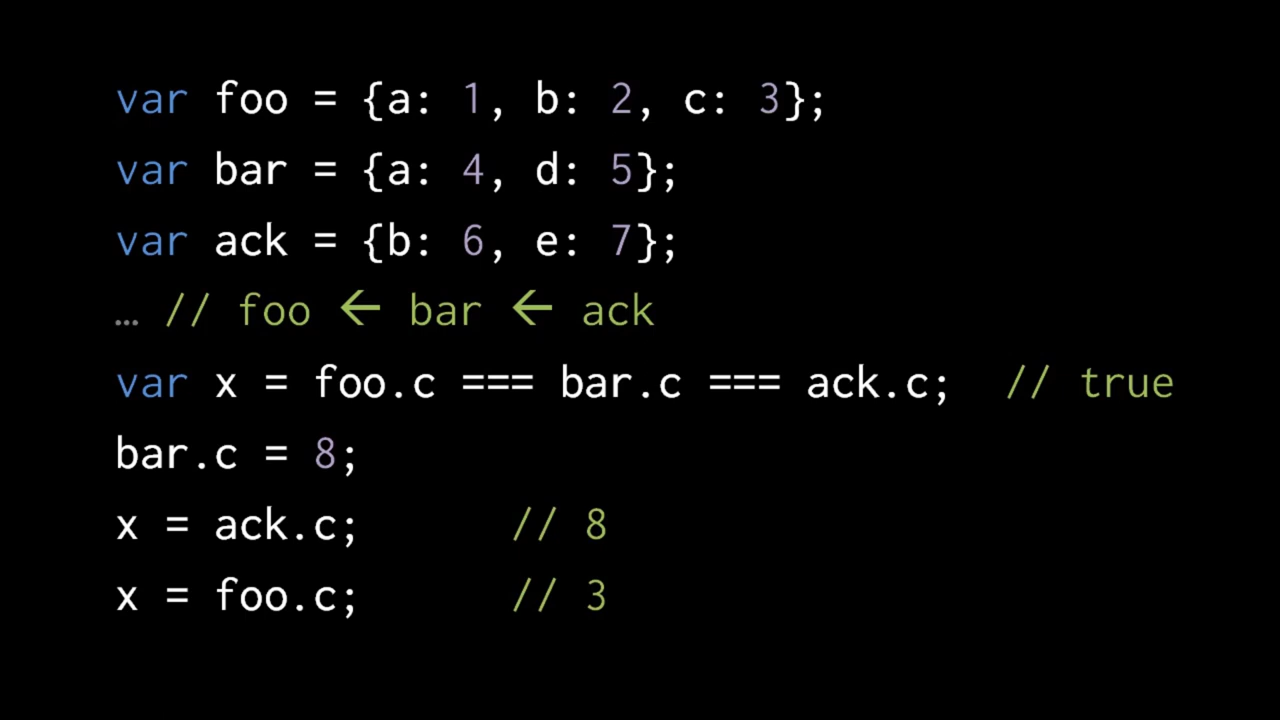 var foo = {a: 1, b: 2, c: 3};
var bar = {a: 4, d: 5};
var ack = {b: 6, e: 7};
… // foo ← bar ← ack
var x = foo.c === bar.c === ack.c;  // true
bar.c = 8;
x = ack.c;      // 8
x = foo.c;      // 3